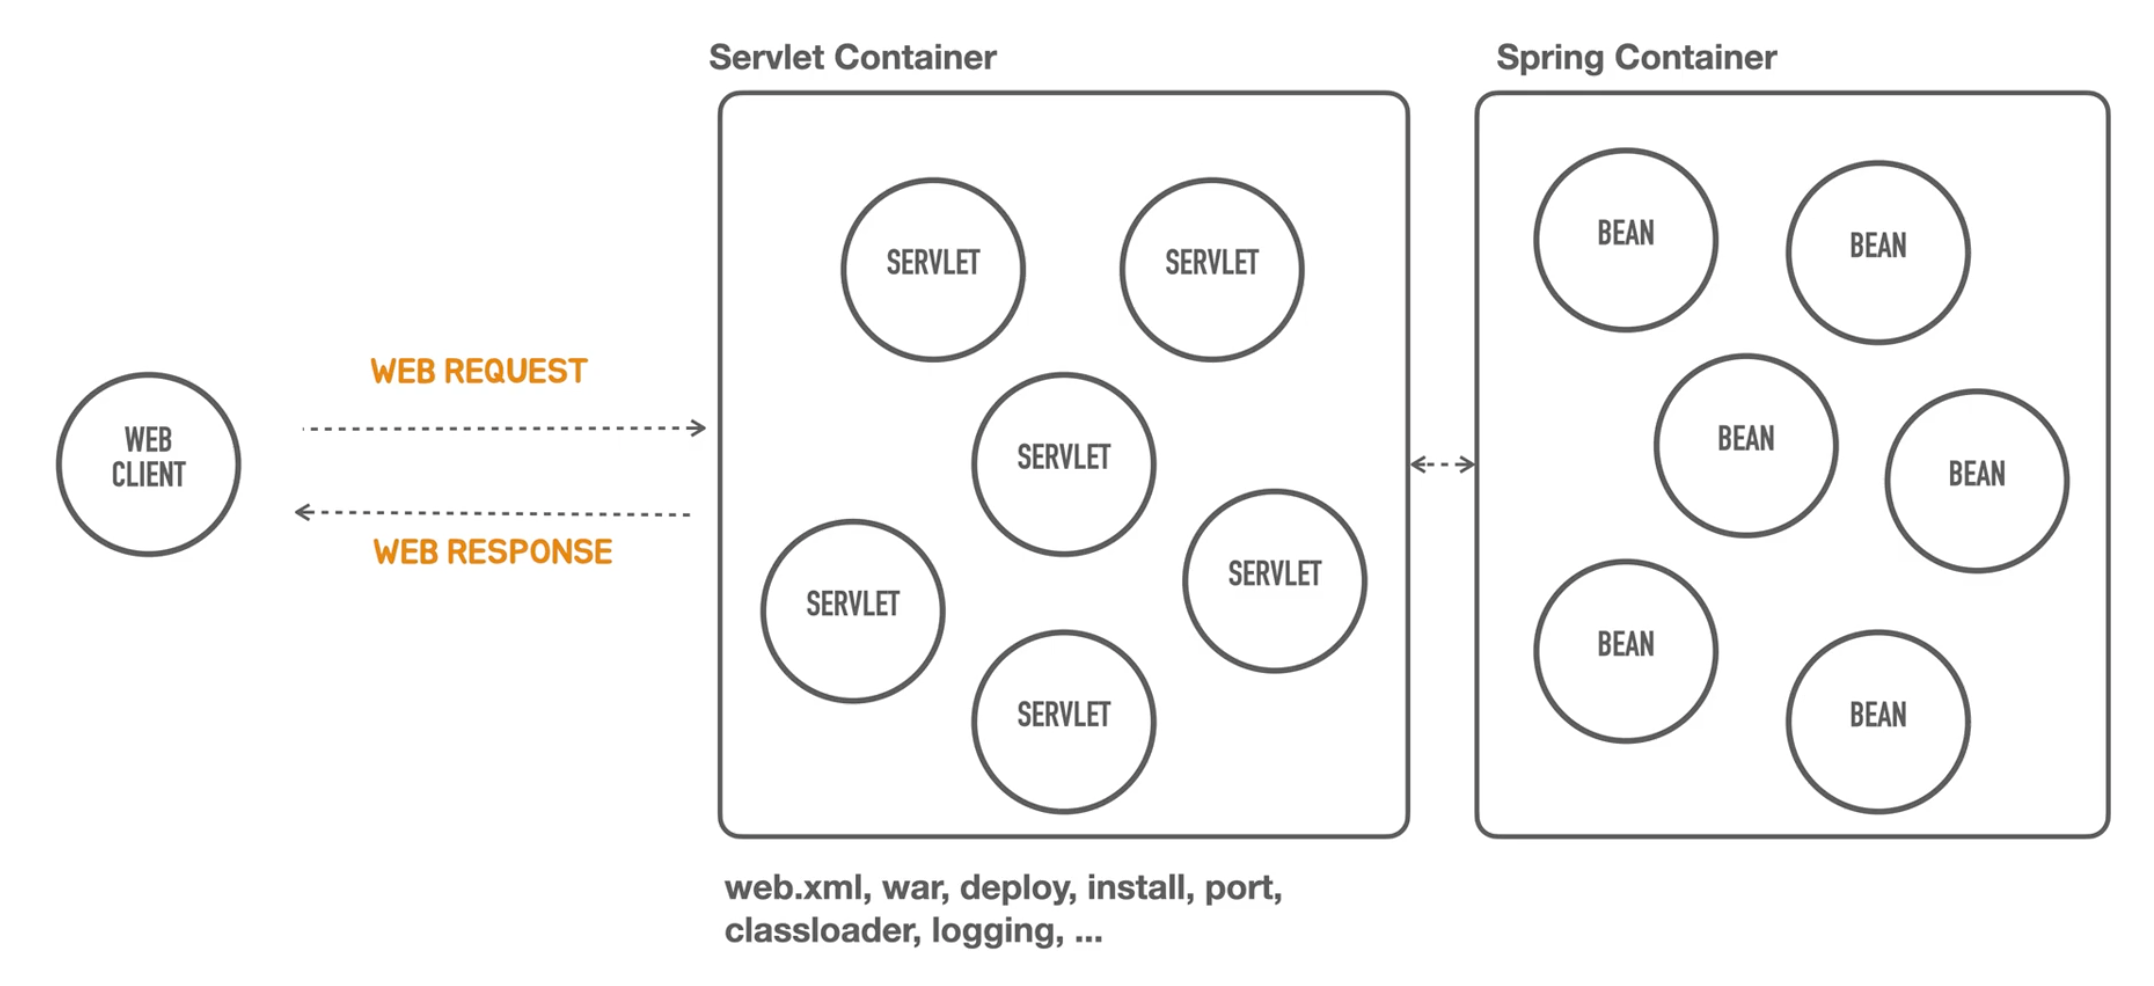 Servlet Container
Spring Container
BEAN
BEAN
SERVLET
SERVLET
WEB REQUEST
WEB
CLIENT
BEAN
SERVLET
BEAN
WEB RESPONSE
SERVLET
SERVLET
BEAN
SERVLET
BEAN
web.xml, war, deploy, install, port,
classloader, logging, ...